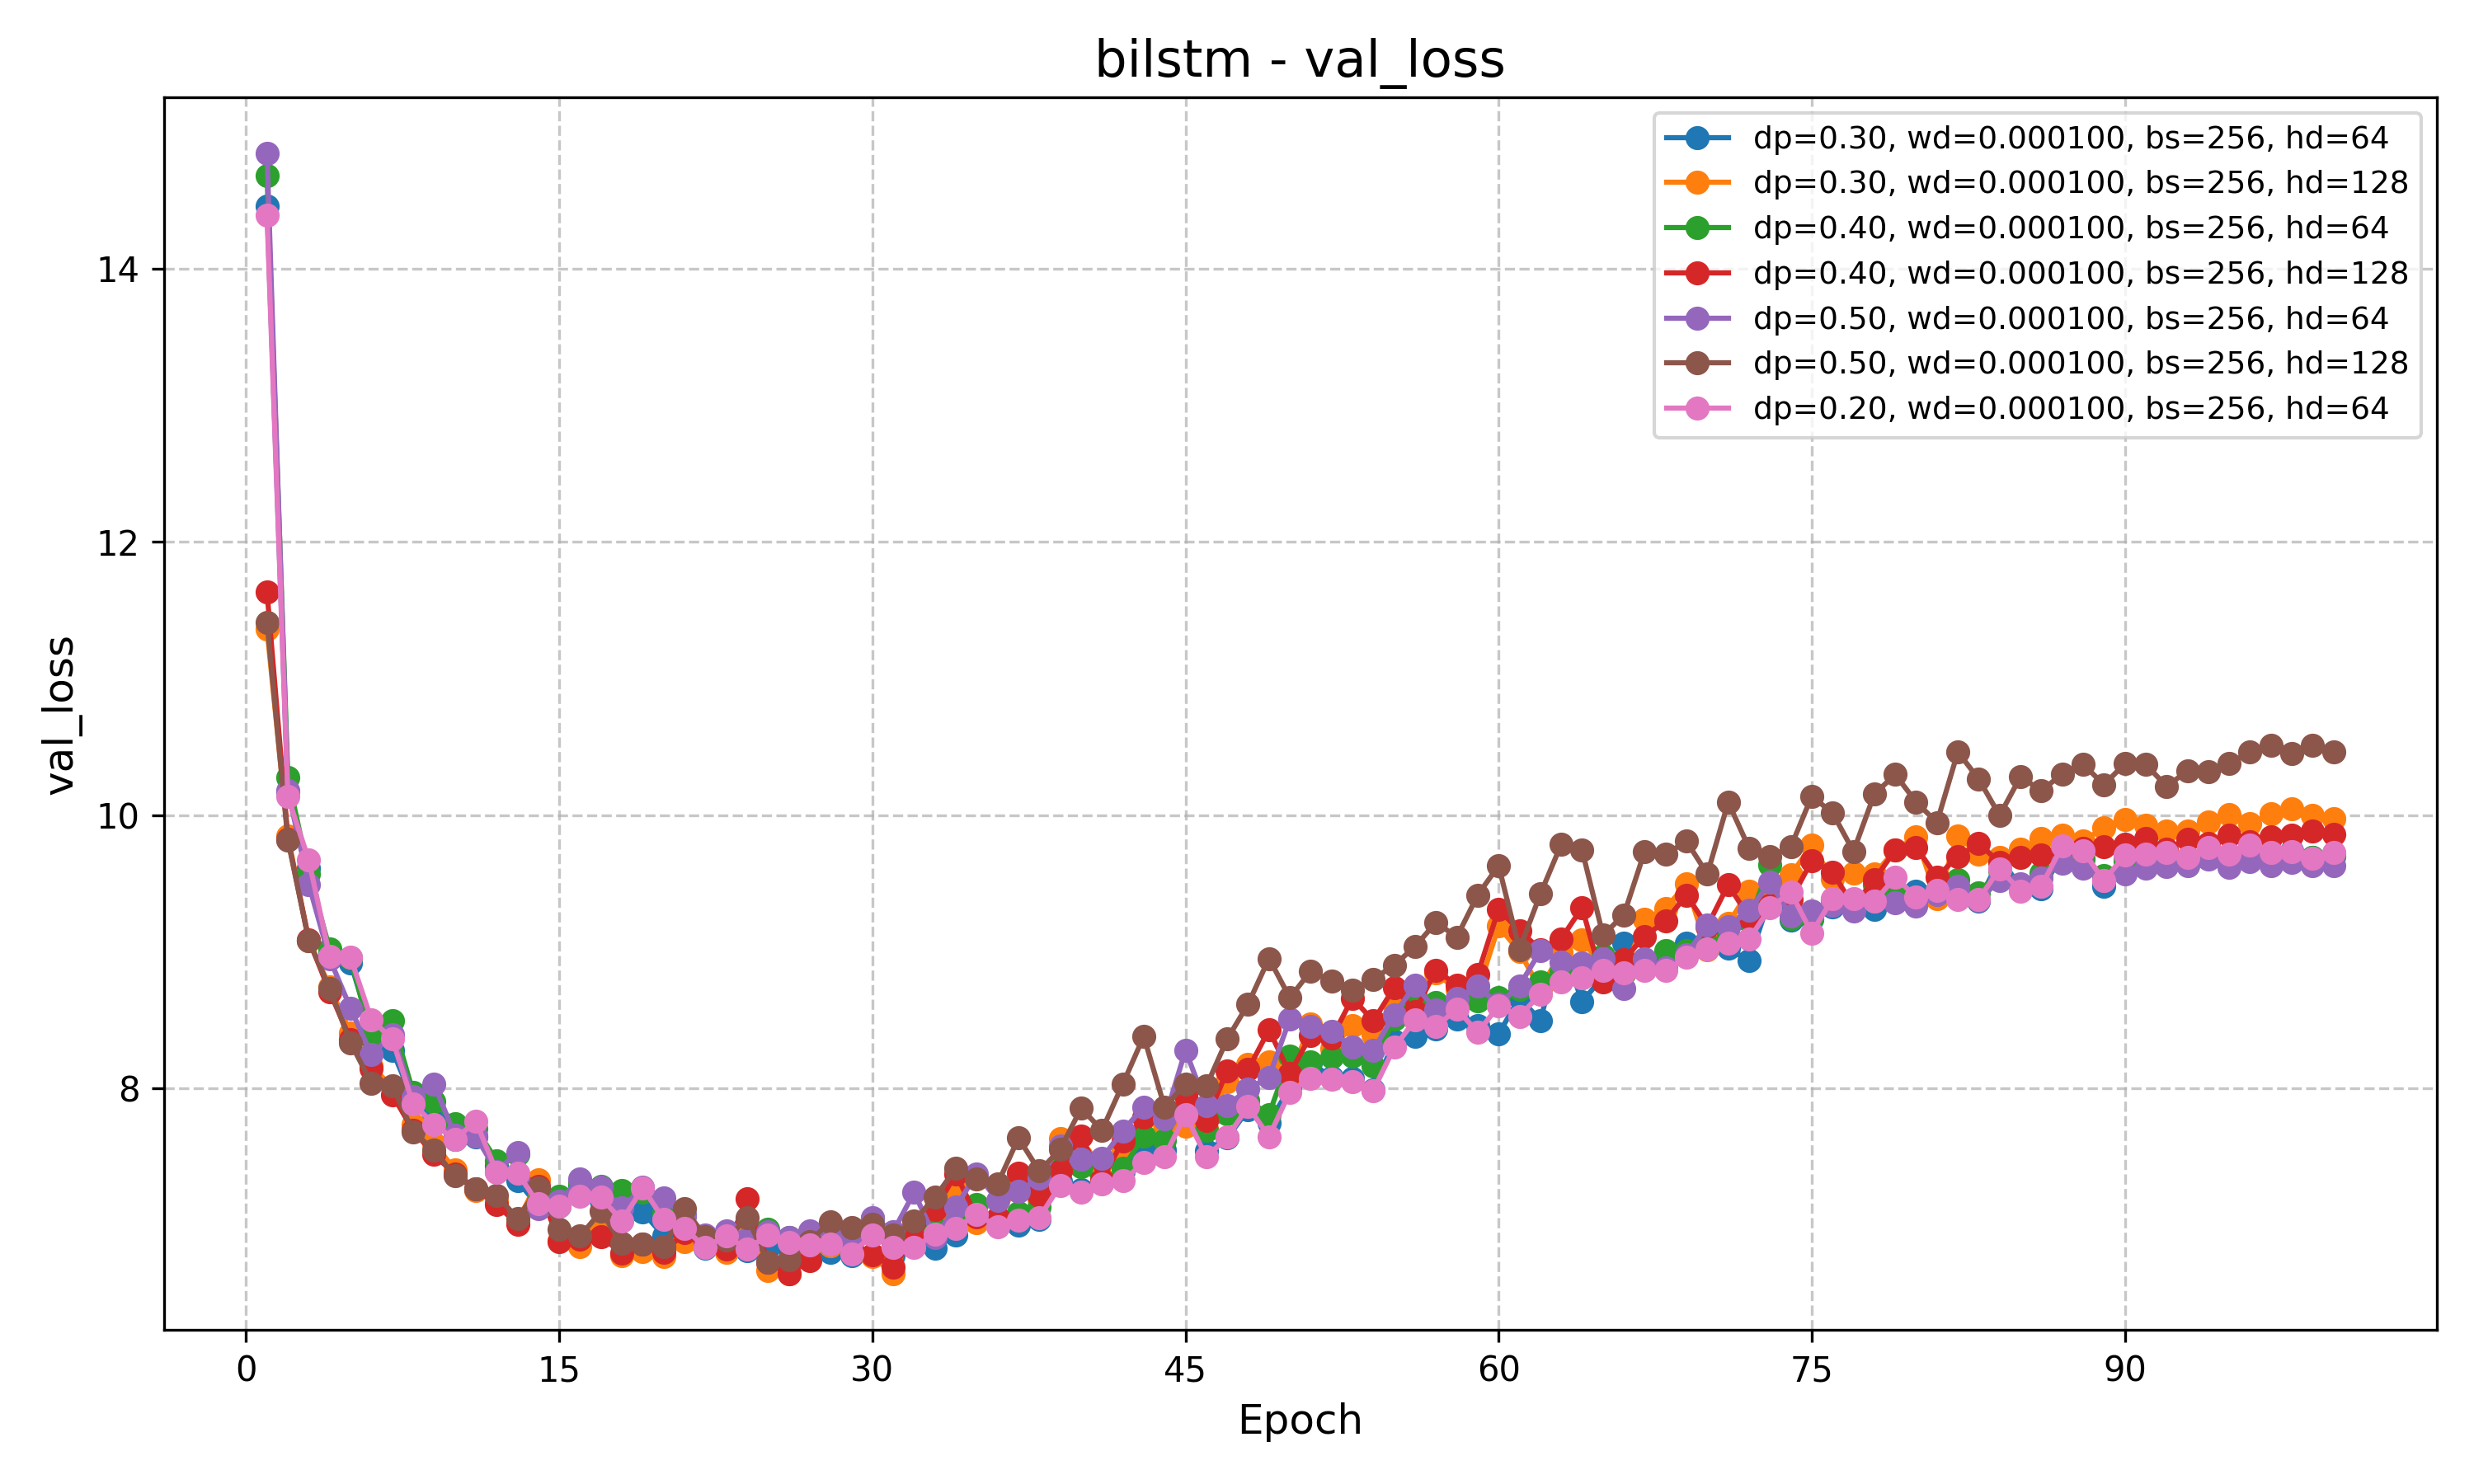 bilstm - val_loss
dp=0.30, wd=0.000100, bs=256, hd=64
dp=0.30, wd=0.000100, bs=256, hd=128
dp=0.40, wd=0.000100, bs=256, hd=64
dp=0.40, wd=0.000100, bs=256, hd=128
dp=0.50, wd=0.000100, bs=256, hd=64
dp=0.50, wd=0.000100, bs=256, hd=128
dp=0.20, wd=0.000100, bs=256, hd=64
14
12
10
8
val_loss
0 15 30 45 60 75 90
Epoch